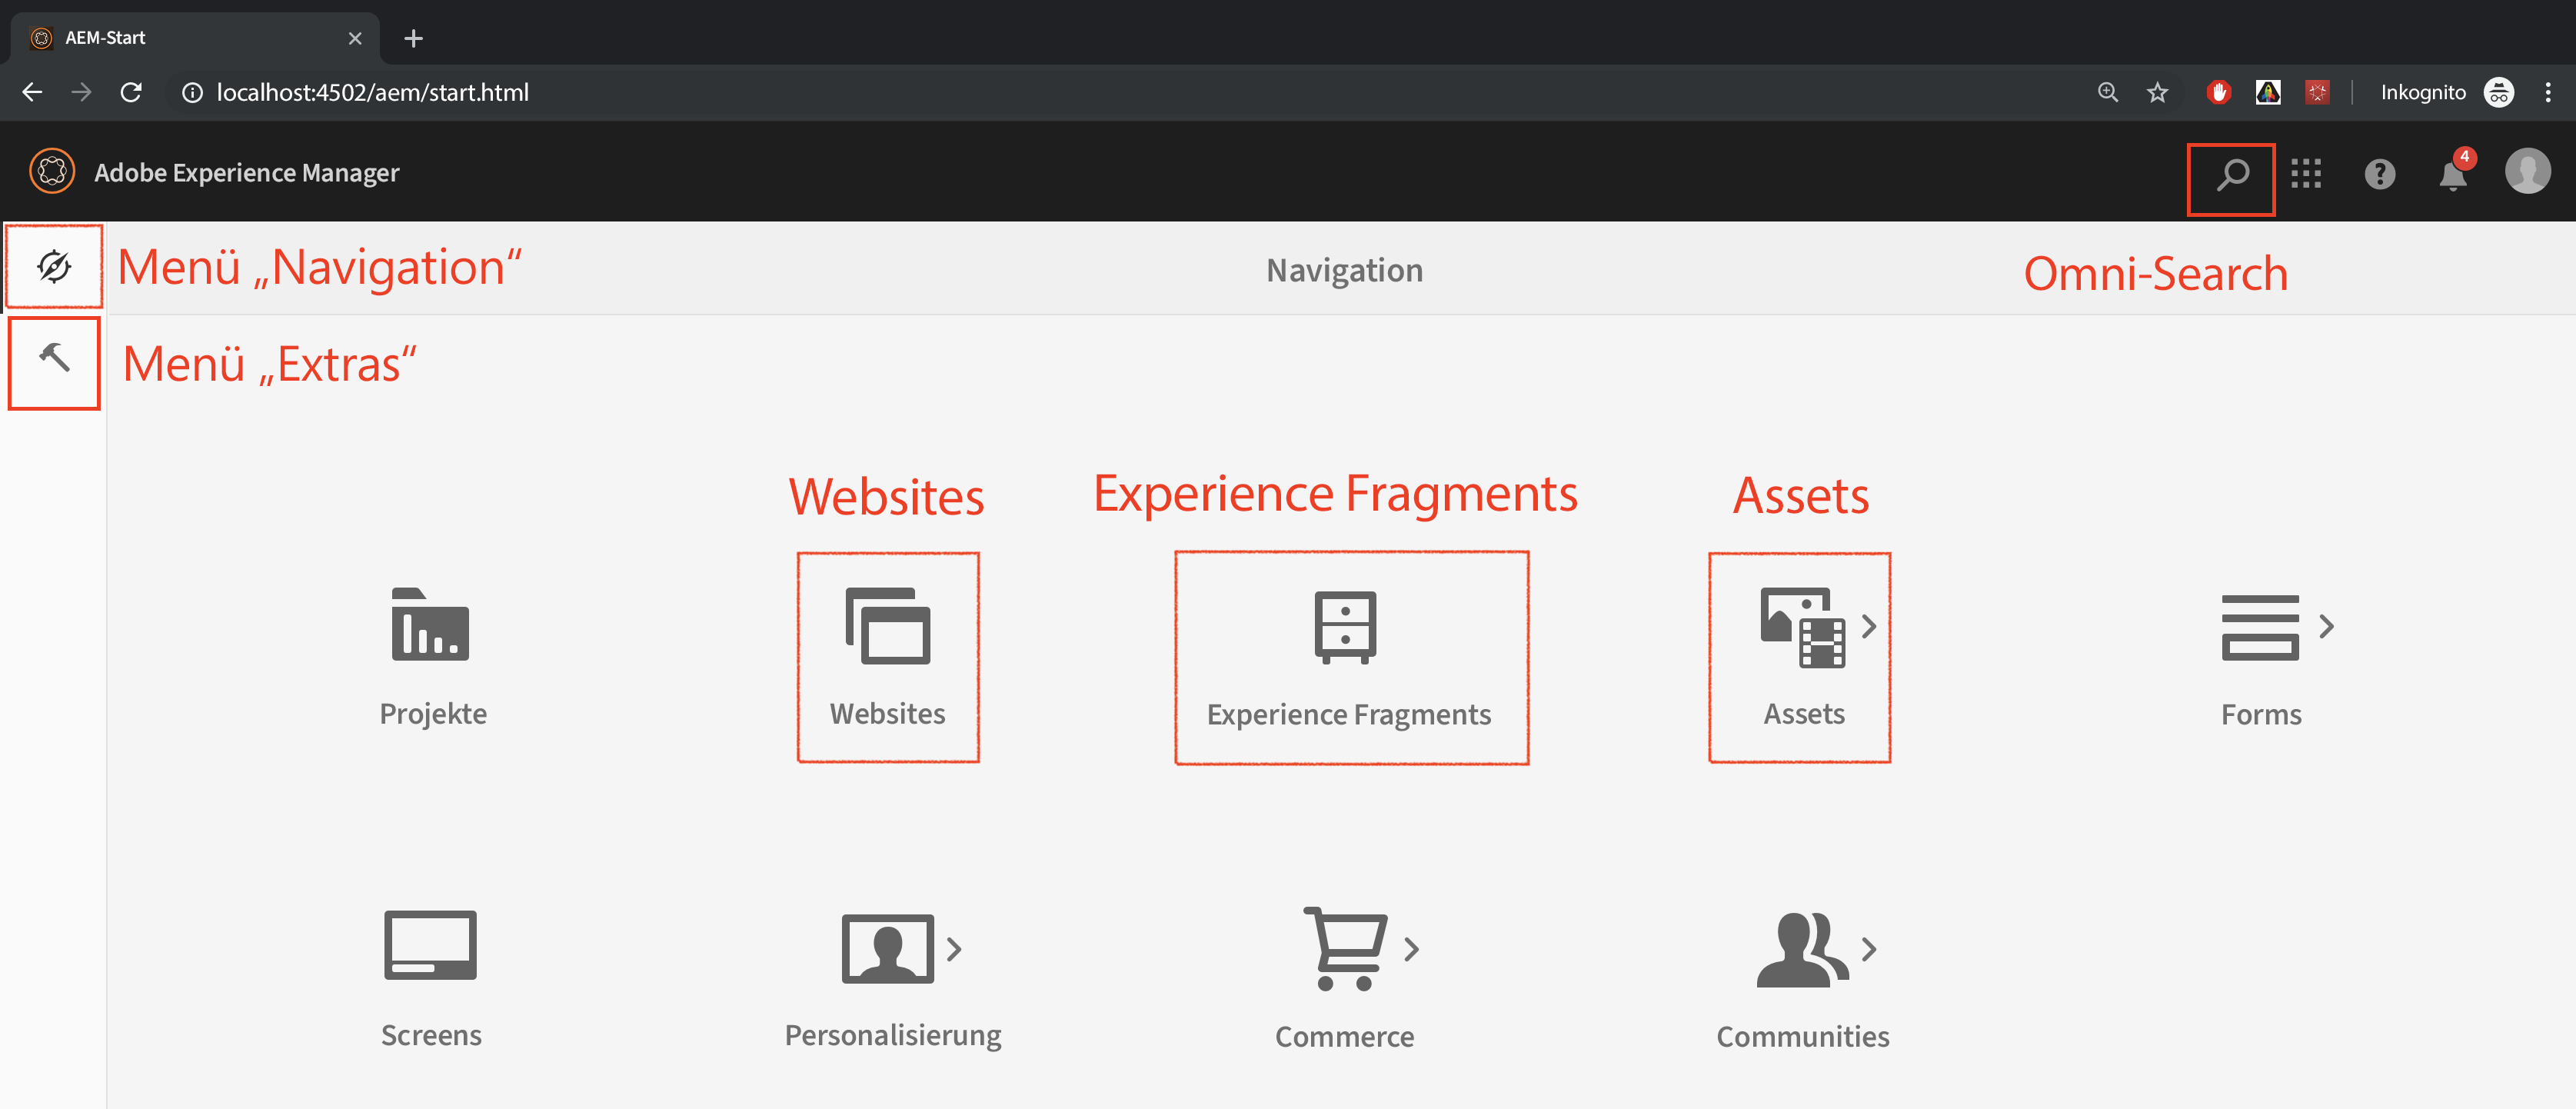 AEM-Start
localhost:4502/aem/start.html
Inkognito
Adobe Experience Manager
4
Menü „Navigation“
Navigation
Omni-Search
Menü „Extras“
Websites
Experience Fragments
Assets
Projekte
Websites
Experience Fragments
Assets
Forms
Screens
Personalisierung
Commerce
Communities